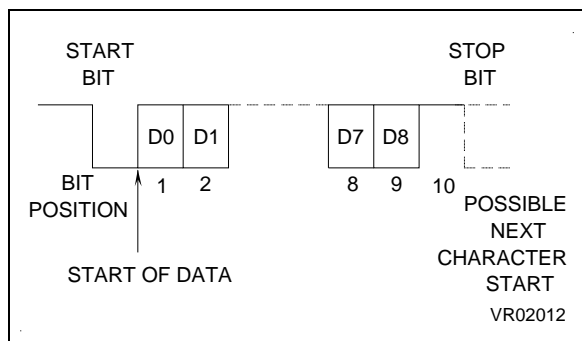 START
BIT
STOP
BIT
D0 D1 D7 D8
BIT
POSITION
1 2 8 9 10
POSSIBLE
NEXT
CHARACTER
START
START OF DATA
VR02012